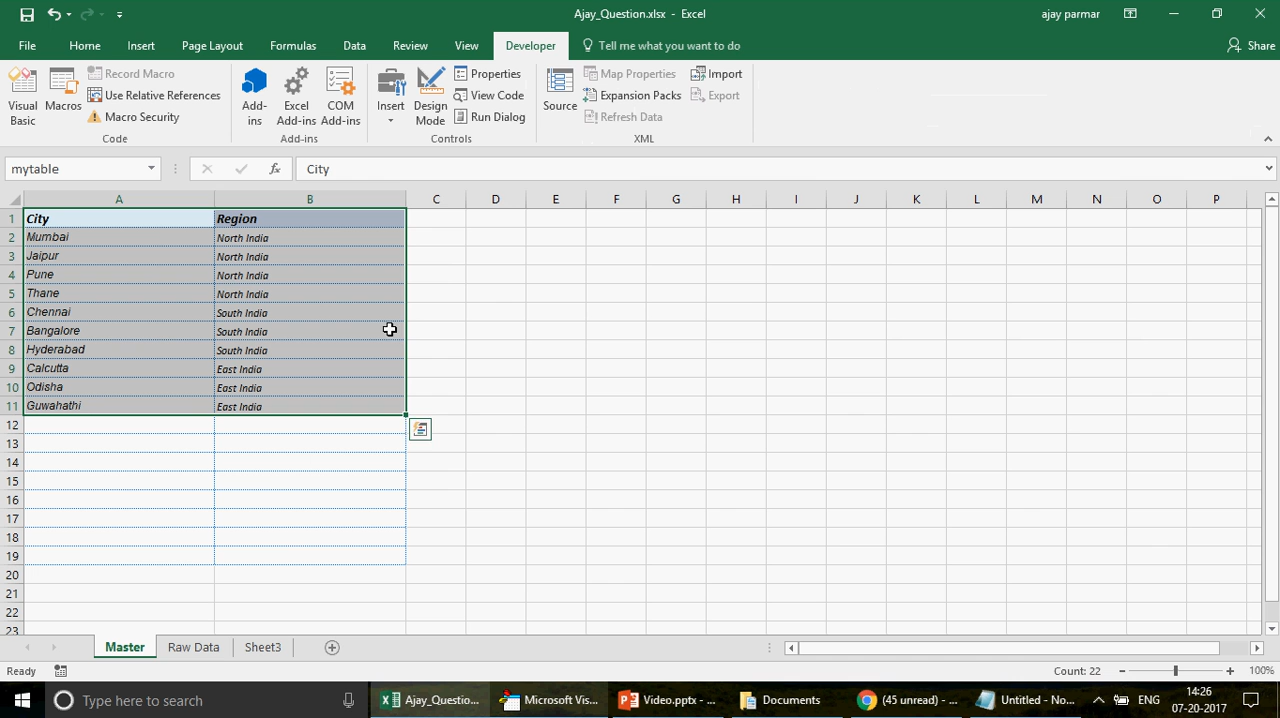 Ajay_Question.xlsx - Excel
ajay parmar
File Home Insert Page Layout Formulas Data Review View Developer Tell me what you want to do Share
Visual Basic
Macros
Record Macro
Use Relative References
Macro Security
Code
Add-ins
Excel Add-ins
COM Add-ins
Add-ins
Insert
Design Mode
Properties
View Code
Run Dialog
Controls
Source
Map Properties
Expansion Packs
Refresh Data
Import
Export
XML
mytable fx City
A B C D E F G H I J K L M N O P
1 City Region
2 Mumbai North India
3 Jaipur North India
4 Pune North India
5 Thane North India
6 Chennai South India
7 Bangalore South India
8 Hyderabad South India
9 Calcutta East India
10 Odisha East India
11 Guwahathi East India
12
13
14
15
16
17
18
19
20
21
22
23
Master Raw Data Sheet3
Ready Count: 22 100%
Type here to search
Ajay_Questio...
Microsoft Vis...
Video.pptx - ...
Documents
(45 unread) - ...
Untitled - No...
ENG
14:26
07-20-2017